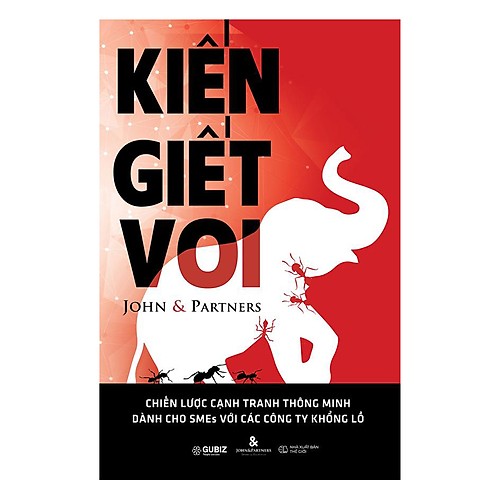 KIẾN
GIẾT
VOI
JOHN & PARTNERS
CHIẾN LƯỢC CẠNH TRANH THÔNG MINH
DÀNH CHO SMEs VỚI CÁC CÔNG TY KHỔNG LỒ
GUBIZ
&
JOHN&PARTNERS
NHÀ XUẤT BẢN
THẾ GIỚI